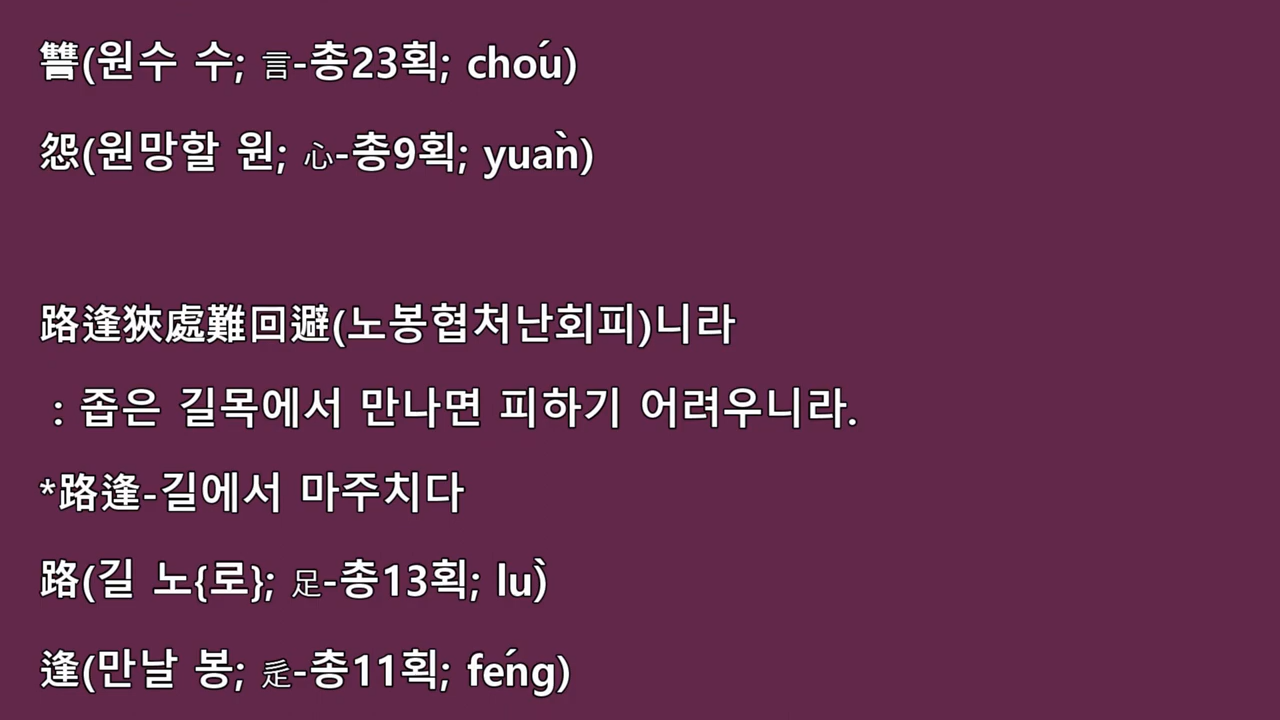 讐(원수 수; 言-총23획; choú)
怨(원망할 원; 心-총9획; yuaǹ)
路逢狹處難回避(노봉협처난회피)니라
: 좁은 길목에서 만나면 피하기 어려우니라.
*路逢-길에서 마주치다
路(길 노{로}; 足-총13획; lu)̀
逢(만날 봉; 辵-총11획; feńg)